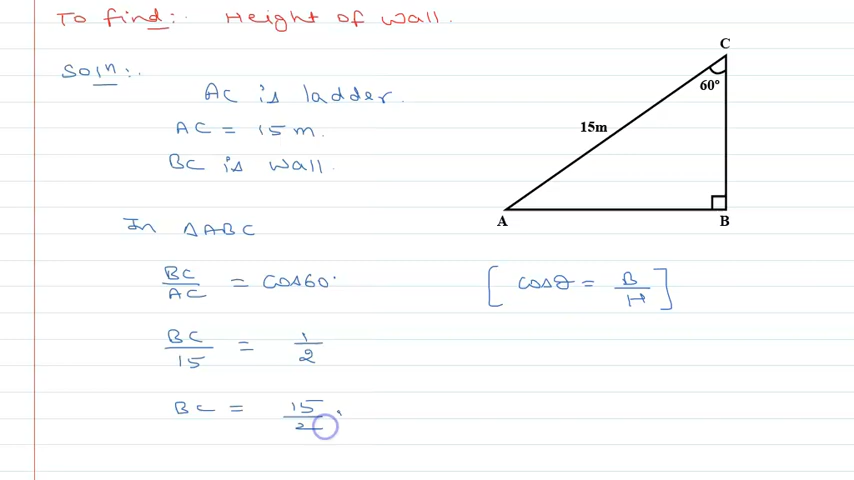 To find: Height of wall.
Soln:.
AC is ladder.
AC = 15 m.
BC is wall.
In △ABC
BC/AC = cos60°
[cosθ = B/H]
BC/15 = 1/2
BC = 15/2
C
60°
15m
A
B